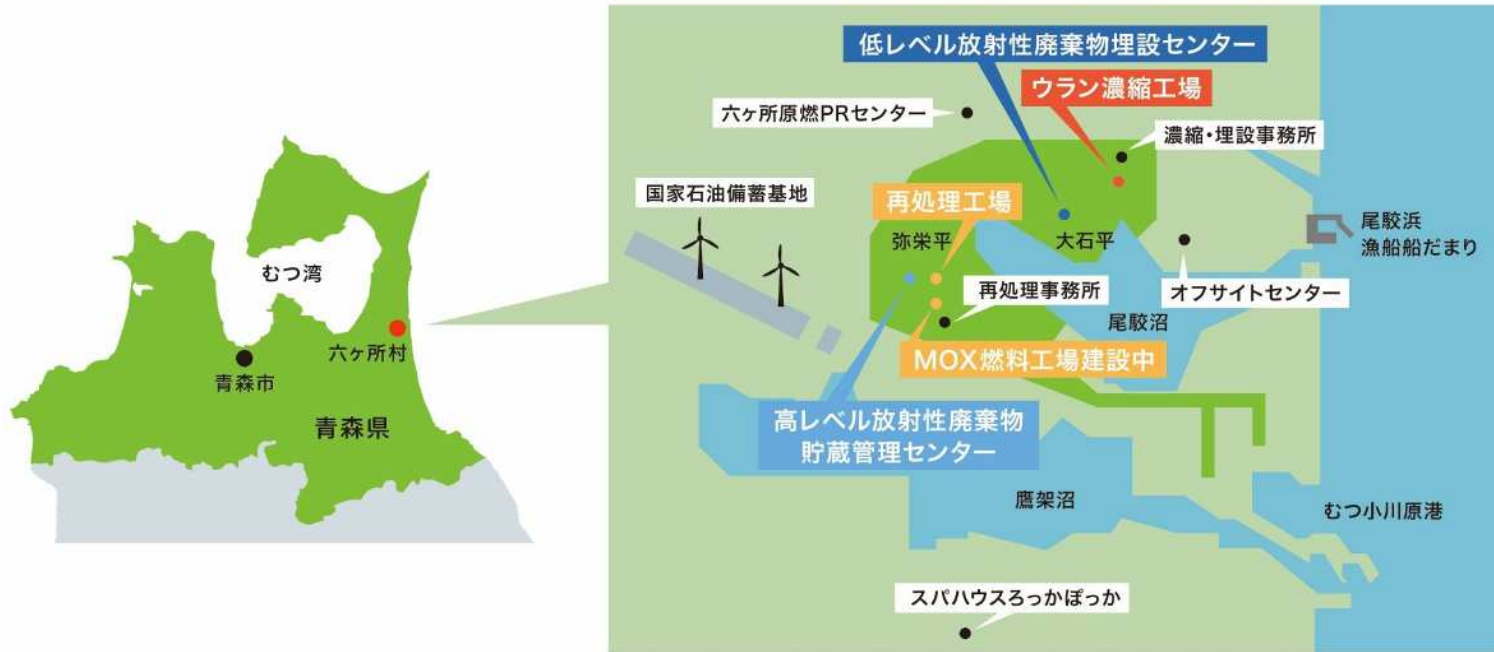 むつ湾
六ヶ所村
青森市
青森県
低レベル放射性廃棄物埋設センター
ウラン濃縮工場
六ヶ所原燃PRセンター
濃縮・埋設事務所
国家石油備蓄基地
再処理工場
弥栄平
大石平
尾駮浜
漁船船だまり
再処理事務所
オフサイトセンター
尾駮沼
MOX燃料工場建設中
高レベル放射性廃棄物
貯蔵管理センター
鷹架沼
むつ小川原港
スパハウスろっかぽっか